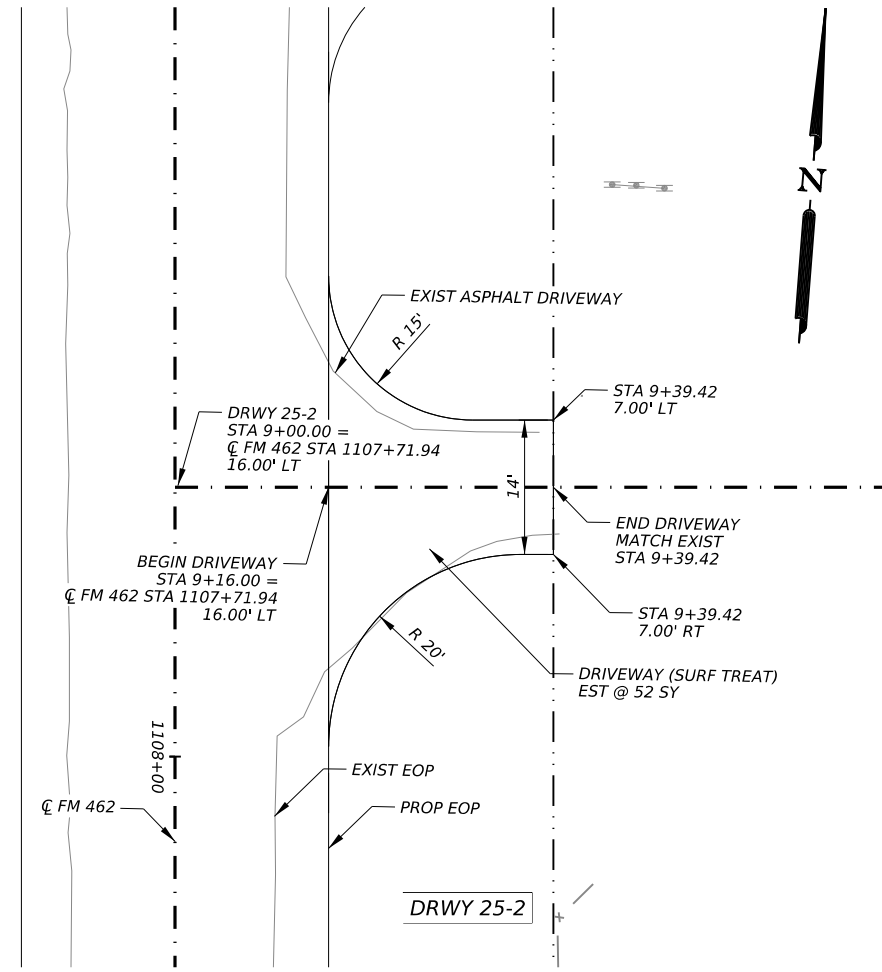 N
EXIST ASPHALT DRIVEWAY
R 15'
STA 9+39.42
7.00' LT
DRWY 25-2
STA 9+00.00 =
℄ FM 462 STA 1107+71.94
16.00' LT
14'
END DRIVEWAY
MATCH EXIST
STA 9+39.42
BEGIN DRIVEWAY
STA 9+16.00 =
℄ FM 462 STA 1107+71.94
16.00' LT
STA 9+39.42
7.00' RT
R 20'
DRIVEWAY (SURF TREAT)
EST @ 52 SY
1108+00
EXIST EOP
℄ FM 462
PROP EOP
DRWY 25-2